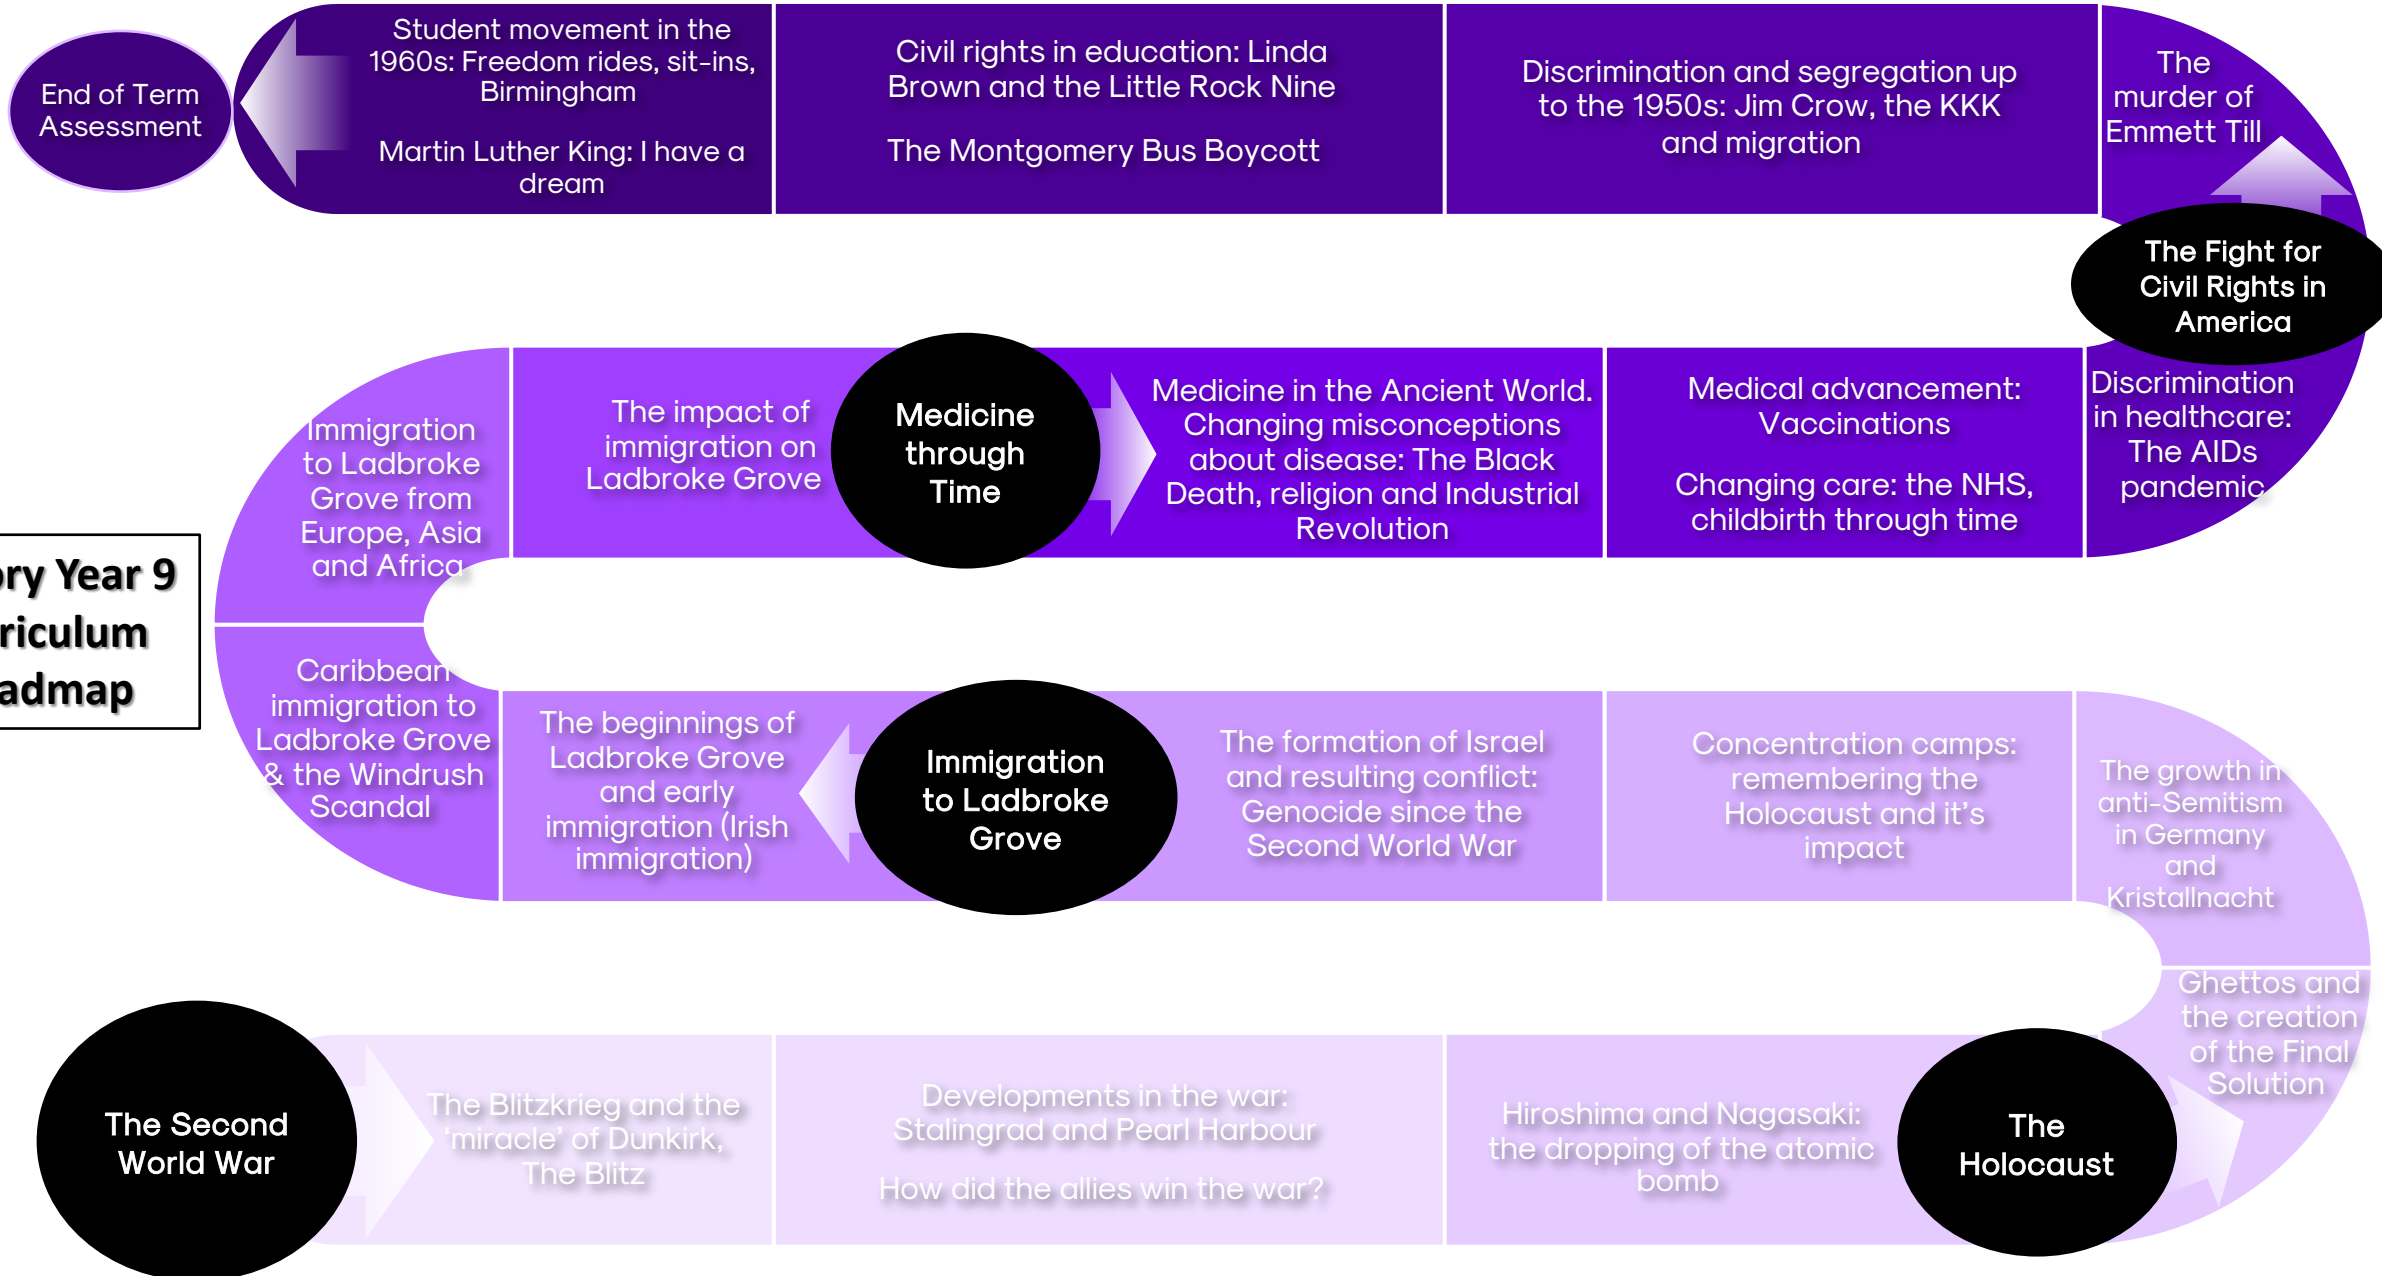 End of Term
Assessment
Student movement in the
1960s: Freedom rides, sit-ins,
Birmingham
Martin Luther King: I have a
dream
Civil rights in education: Linda
Brown and the Little Rock Nine
The Montgomery Bus Boycott
Discrimination and segregation up
to the 1950s: Jim Crow, the KKK
and migration
The
murder of
Emmett Till
The Fight for
Civil Rights in
America
Immigration
to Ladbroke
Grove from
Europe, Asia
and Africa
The impact of
immigration on
Ladbroke Grove
Medicine
through
Time
Medicine in the Ancient World.
Changing misconceptions
about disease: The Black
Death, religion and Industrial
Revolution
Medical advancement:
Vaccinations
Changing care: the NHS,
childbirth through time
Discrimination
in healthcare:
The AIDs
pandemic
ory Year 9
riculum
admap
Caribbean
immigration to
Ladbroke Grove
& the Windrush
Scandal
The beginnings of
Ladbroke Grove
and early
immigration (Irish
immigration)
Immigration
to Ladbroke
Grove
The formation of Israel
and resulting conflict:
Genocide since the
Second World War
Concentration camps:
remembering the
Holocaust and it's
impact
The growth in
anti-Semitism
in Germany
and
Kristallnacht
Ghettos and
the creation
of the Final
Solution
The Second
World War
The Blitzkrieg and the
‘miracle’ of Dunkirk,
The Blitz
Developments in the war:
Stalingrad and Pearl Harbour
How did the allies win the war?
Hiroshima and Nagasaki:
the dropping of the atomic
bomb
The
Holocaust